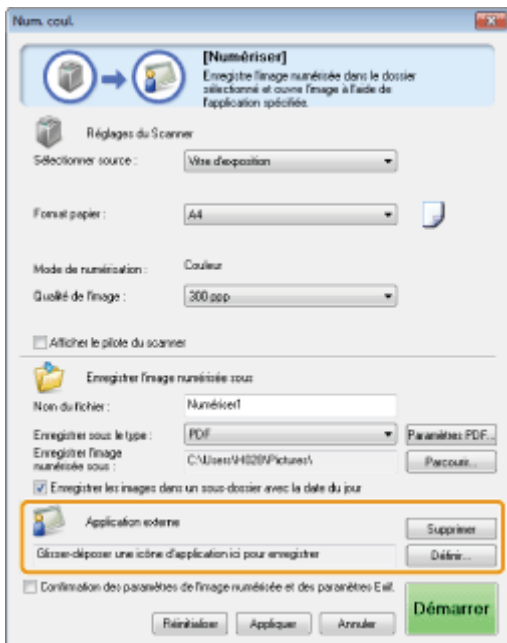 Num. coul.
[Numériser]
Enregistre l'image numérisée dans le dossier
sélectionné et ouvre l'image à l'aide de
l'application spécifiée.
Réglages du Scanner
Sélectionner source : Vitre d'exposition
Format papier : A4
Mode de numérisation : Couleur
Qualité de l'image : 300 ppp
Afficher le pilote du scanner
Enregistrer l'image numérisée sous
Nom du fichier : Numériser1
Enregistrer sous le type : PDF Paramètres PDF...
Enregistrer l'image
numérisée sous : C:\Users\H028\Pictures\ Parcourir...
Enregistrer les images dans un sous-dossier avec la date du jour
Application externe Supprimer
Glisser-déposer une icône d'application ici pour enregistrer Définir...
Confirmation des paramètres de l'image numérisée et des paramètres Exif.
Démarrer
Réinitialiser Appliquer Annuler